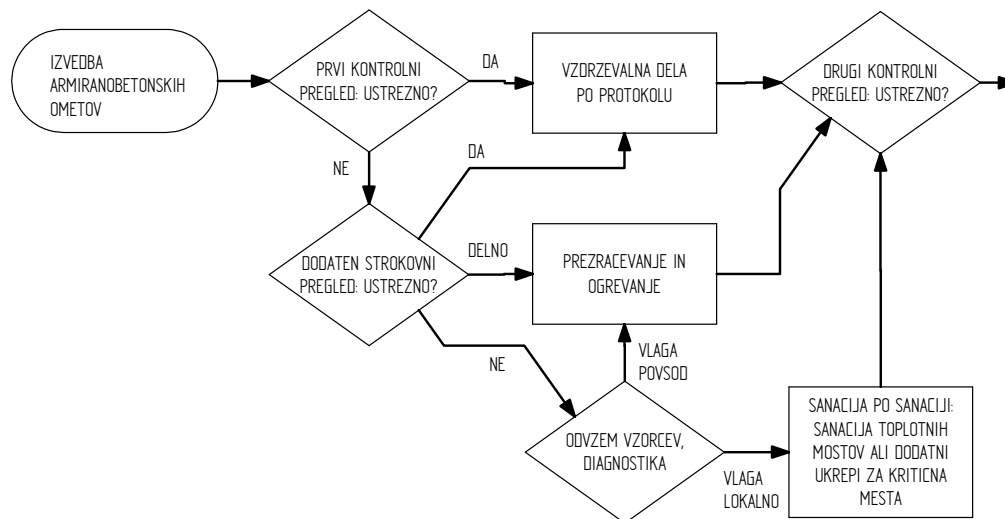 IZVEDBA
ARMIRANOBETONSKIH
OMETOV
PRVI KONTROLNI
PREGLED: USTREZNO?
DA
VZDRZEVALNA DELA
PO PROTOKOLU
DRUGI KONTROLNI
PREGLED: USTREZNO?
NE
DA
DODATEN STROKOVNI
PREGLED: USTREZNO?
DELNO
PREZRACEVANJE IN
OGREVANJE
NE
VLAGA
POVSOD
ODVZEM VZORCEV,
DIAGNOSTIKA
VLAGA
LOKALNO
SANACIJA PO SANACIJI:
SANACIJA TOPLOTNIH
MOSTOV ALI DODATNI
UKREPI ZA KRITICNA
MESTA